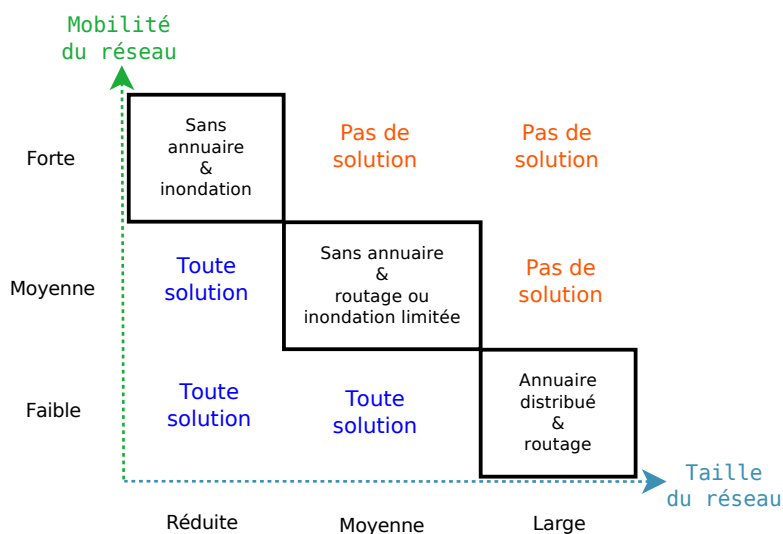 Mobilité
du réseau
Forte
Sans
annuaire
&
inondation
Pas de
solution
Pas de
solution
Moyenne
Toute
solution
Sans annuaire
&
routage ou
inondation limitée
Pas de
solution
Faible
Toute
solution
Toute
solution
Annuaire
distribué
&
routage
Taille
du réseau
Réduite
Moyenne
Large